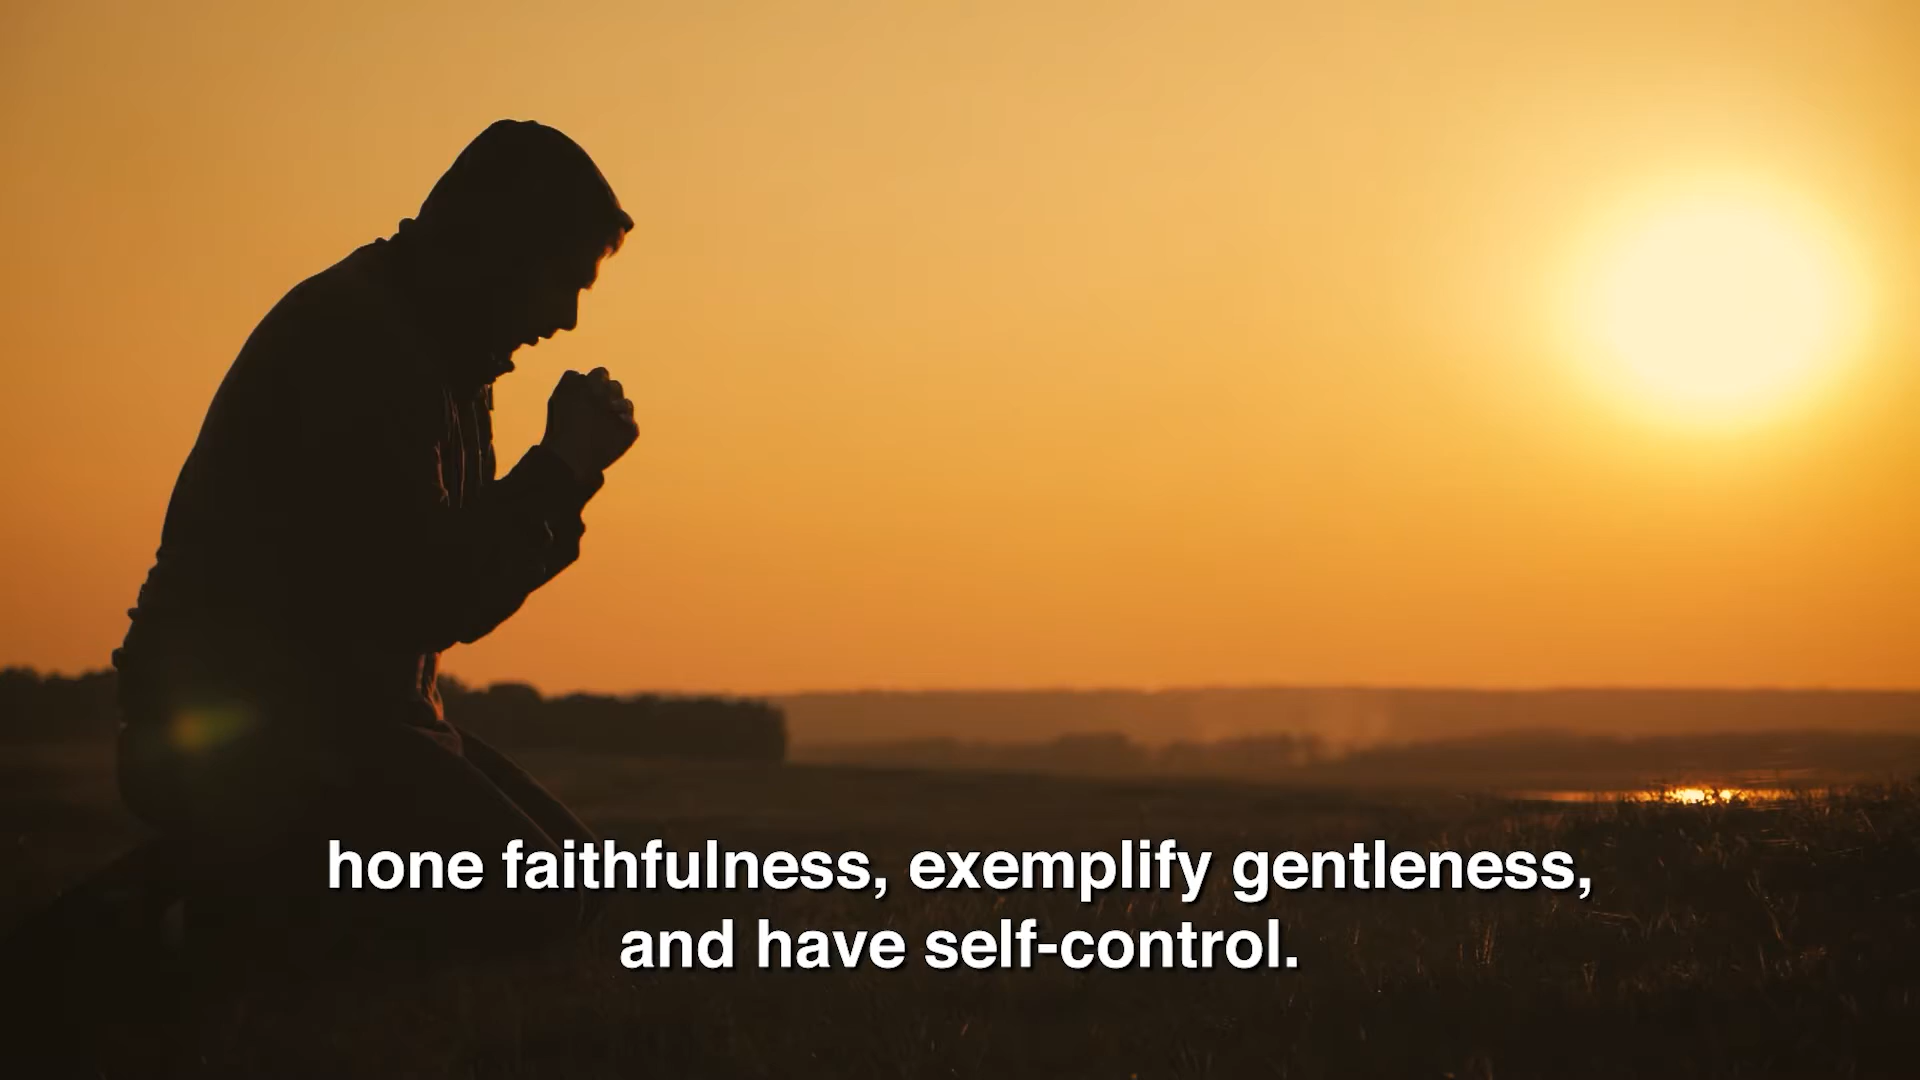 hone faithfulness, exemplify gentleness,
and have self-control.